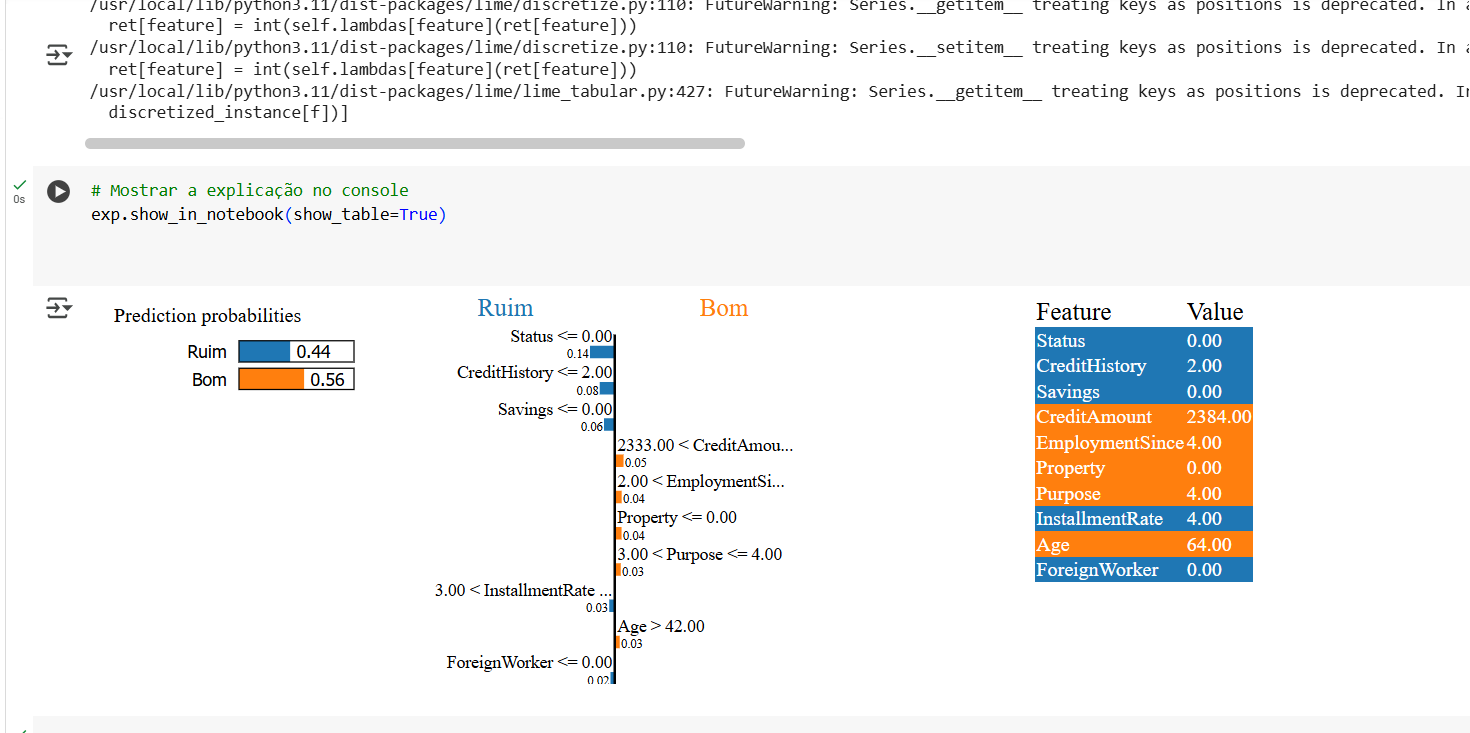 /usr/local/lib/python3.11/dist-packages/lime/discretize.py:110: FutureWarning: Series.__getitem__ treating keys as positions is deprecated. In a
ret[feature] = int(self.lambdas[feature](ret[feature]))
/usr/local/lib/python3.11/dist-packages/lime/discretize.py:110: FutureWarning: Series.__setitem__ treating keys as positions is deprecated. In a
ret[feature] = int(self.lambdas[feature](ret[feature]))
/usr/local/lib/python3.11/dist-packages/lime/lime_tabular.py:427: FutureWarning: Series.__getitem__ treating keys as positions is deprecated. In
discretized_instance[f])]
0s
# Mostrar a explicação no console
exp.show_in_notebook(show_table=True)
Prediction probabilities
Ruim 0.44
Bom 0.56
Ruim Bom
Status <= 0.00
0.14
CreditHistory <= 2.00
0.08
Savings <= 0.00
0.06
2333.00 < CreditAmou...
0.05
2.00 < EmploymentSi...
0.04
Property <= 0.00
0.04
3.00 < Purpose <= 4.00
0.03
3.00 < InstallmentRate ...
0.03
Age > 42.00
0.03
ForeignWorker <= 0.00
0.02
Feature Value
Status 0.00
CreditHistory 2.00
Savings 0.00
CreditAmount 2384.00
EmploymentSince 4.00
Property 0.00
Purpose 4.00
InstallmentRate 4.00
Age 64.00
ForeignWorker 0.00